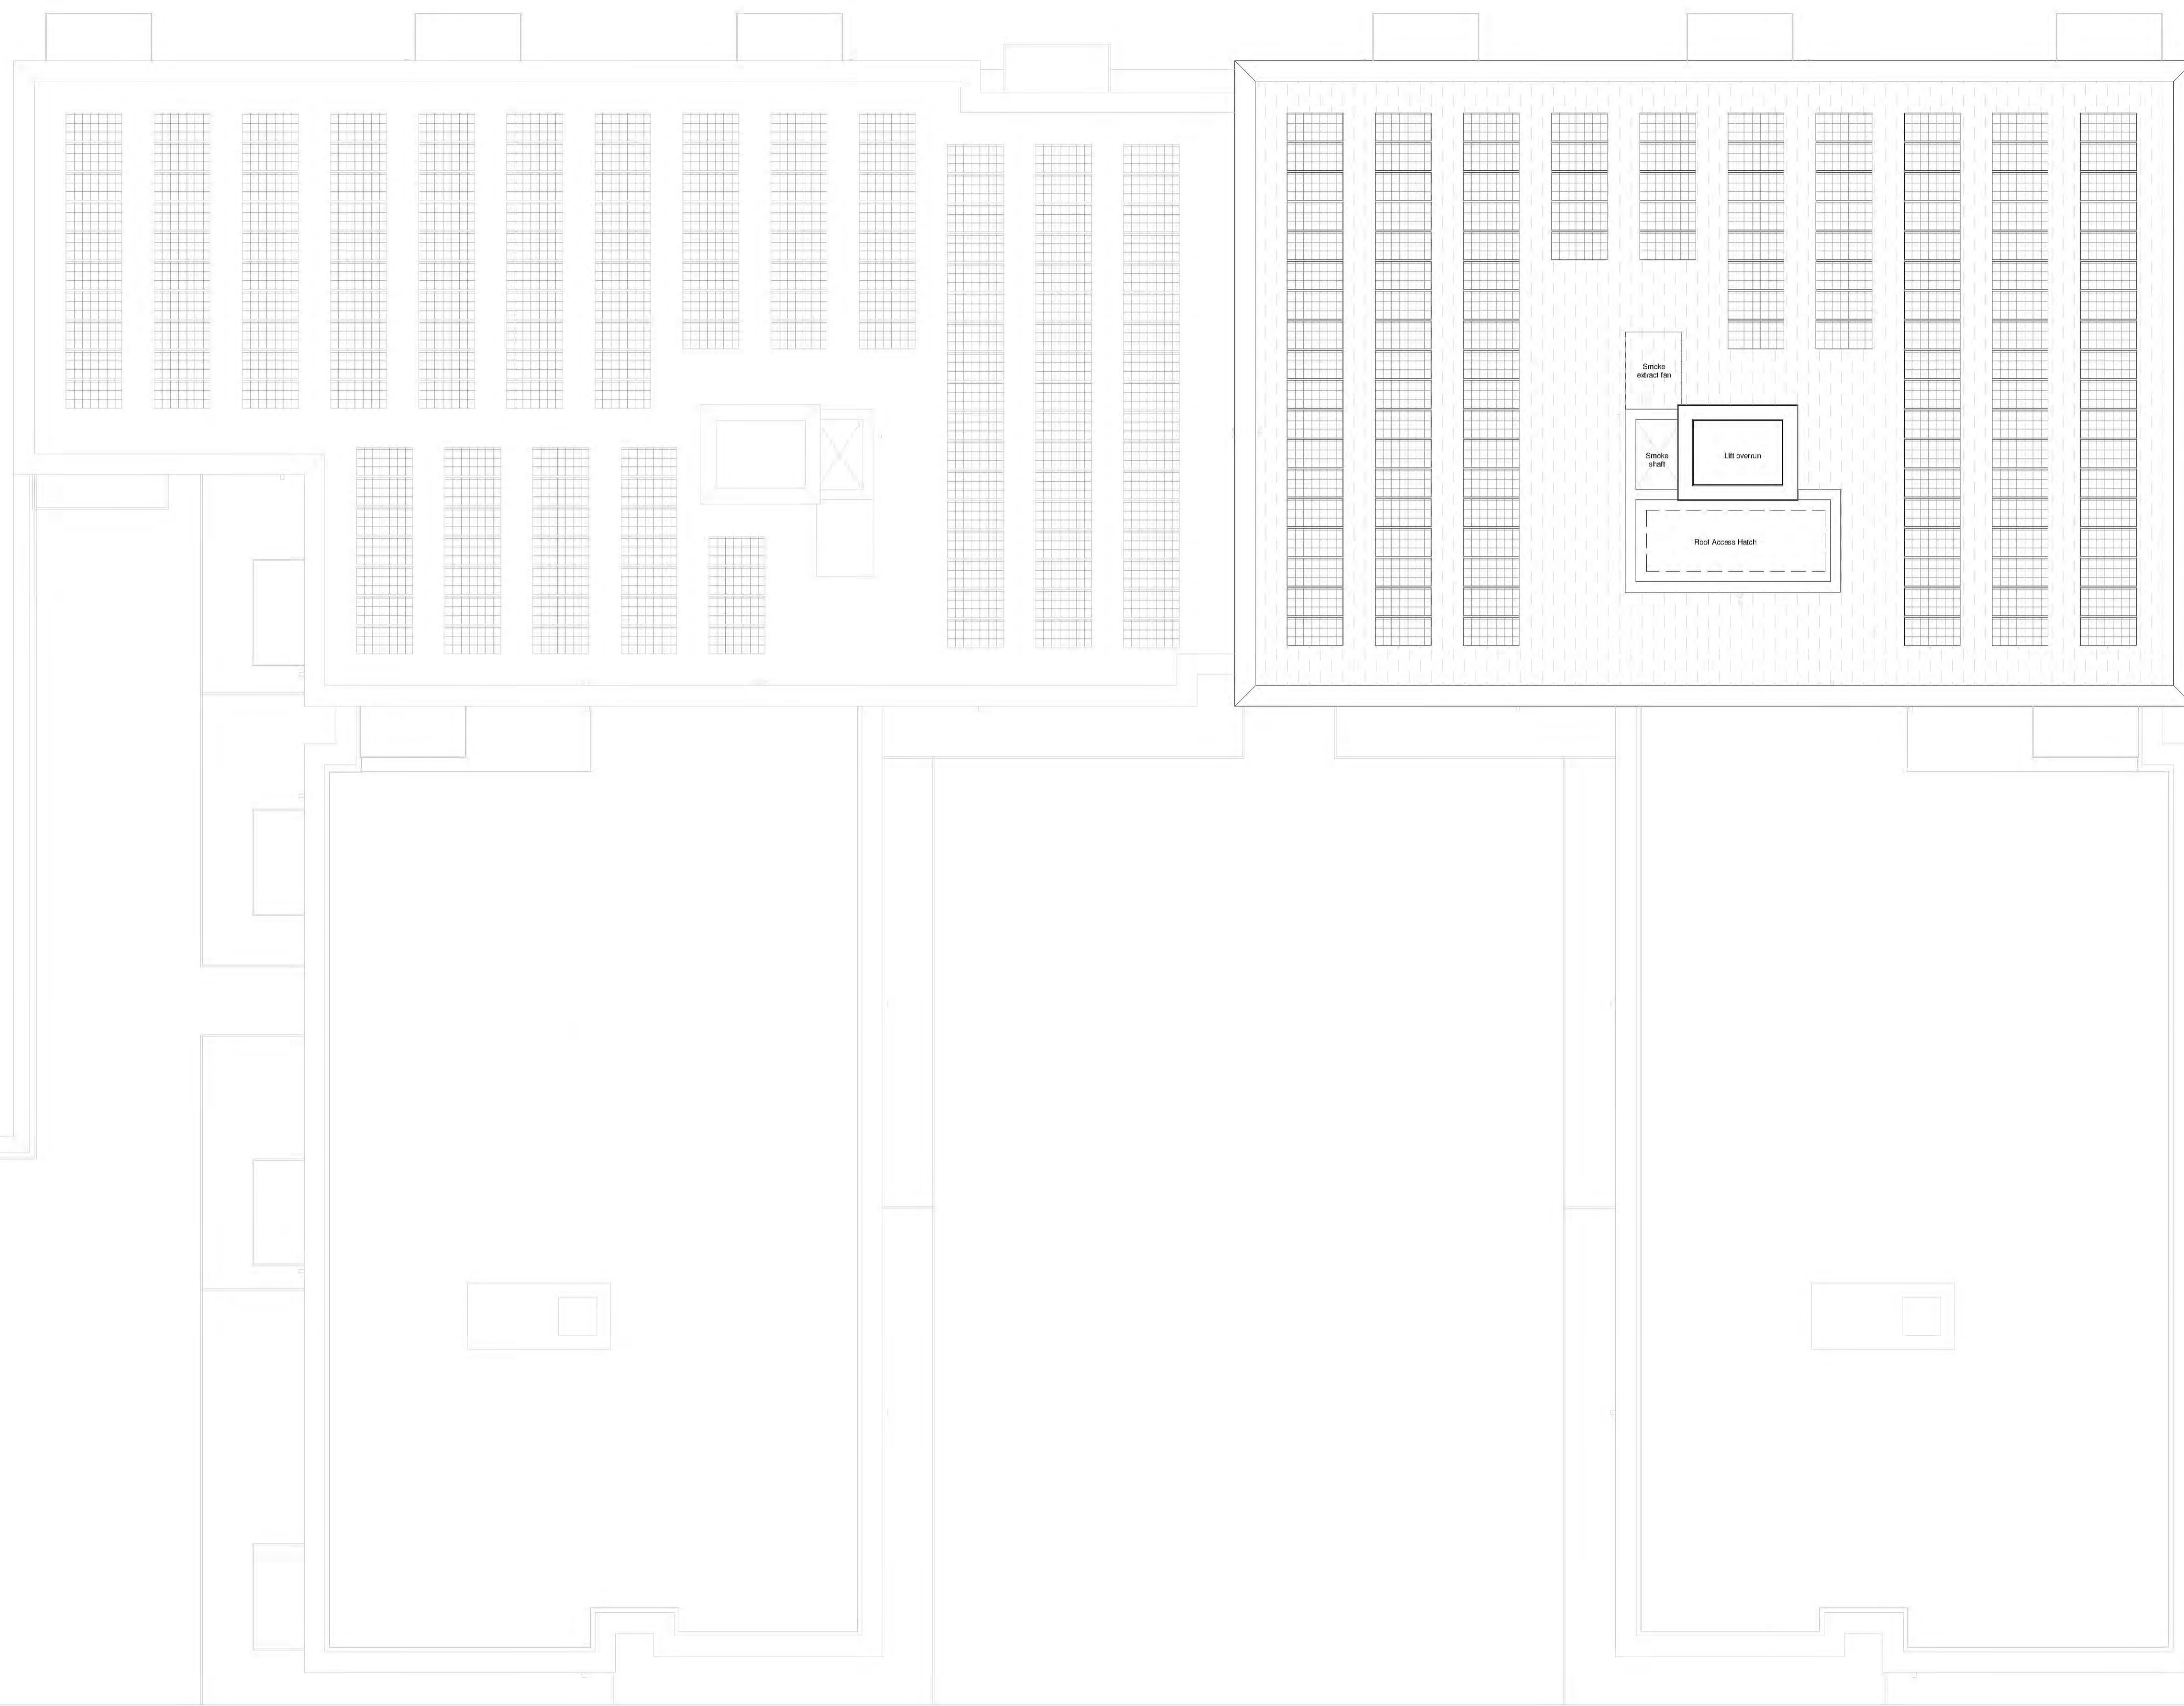 Smoke
extract fan
Smoke
shaft
Lift overrun
Roof Access Hatch